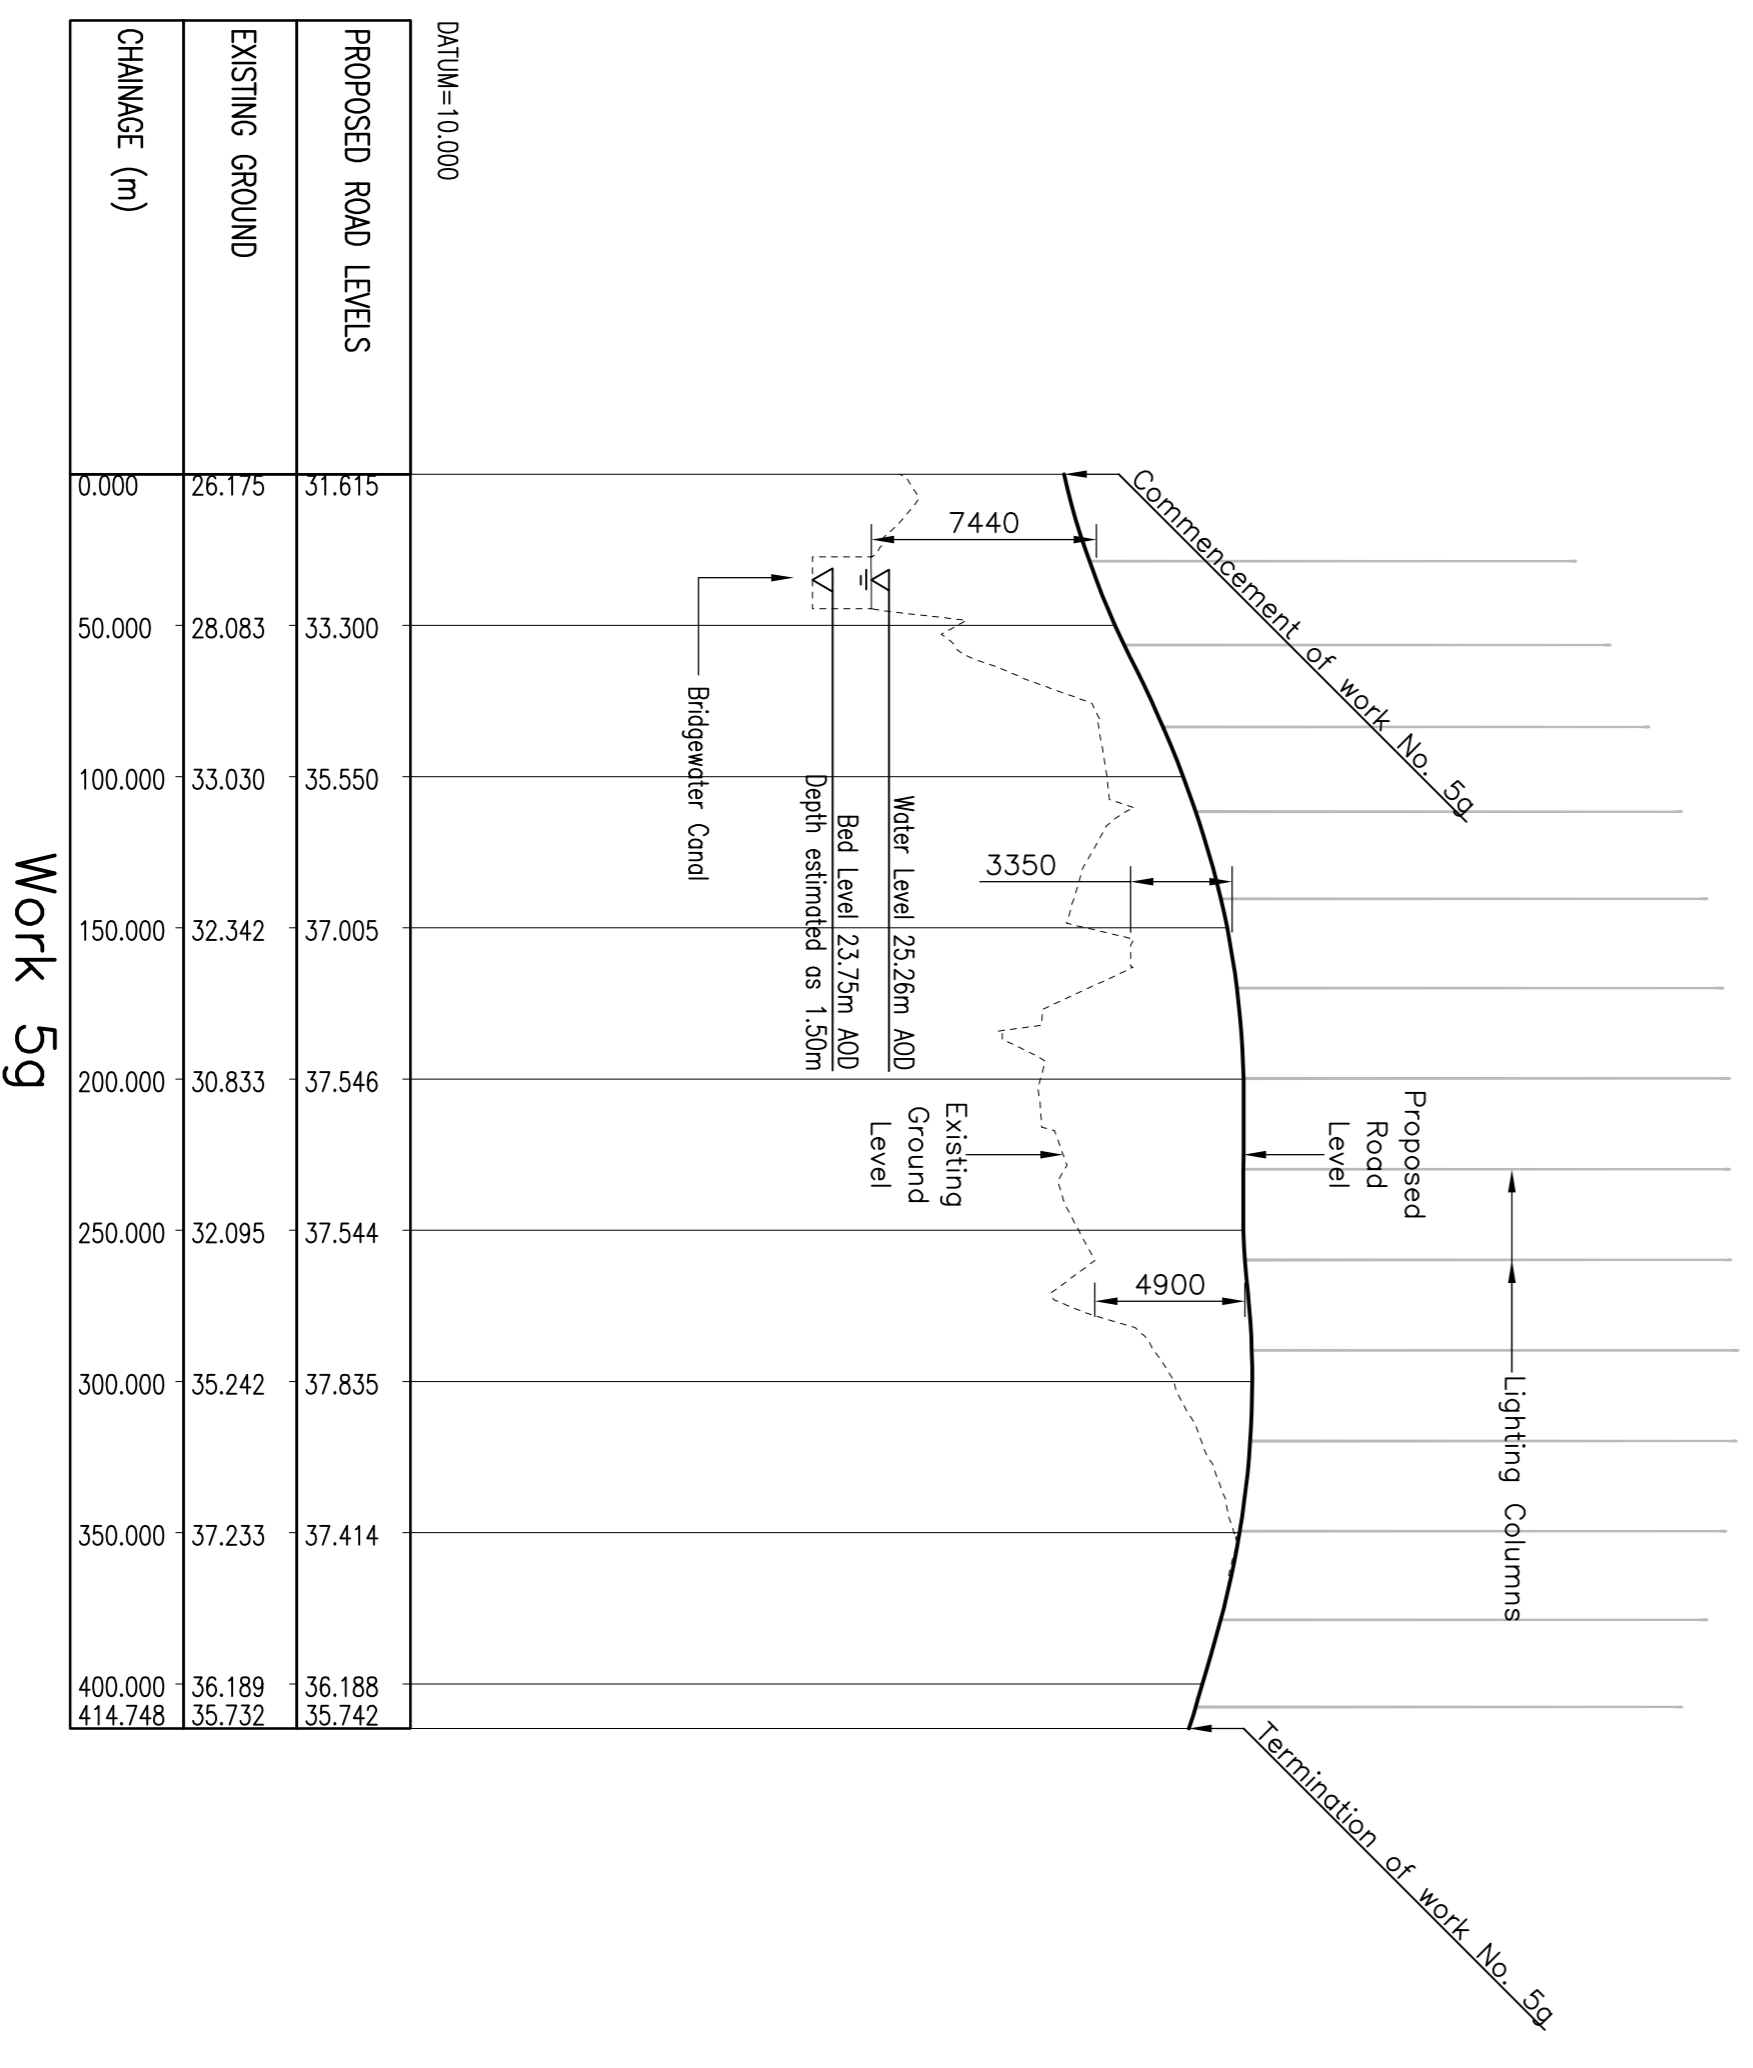 Commencement of work No. 5g
Termination of work No. 5g
Lighting Columns
Proposed
Road
Level
7440
3350
4900
Existing
Ground
Level
Water Level 25.26m AOD
Bed Level 23.75m AOD
Depth estimated as 1.50m
Bridgewater Canal
DATUM=10.000
PROPOSED ROAD LEVELS 31.615 33.300 35.550 37.005 37.546 37.544 37.835 37.414 36.188 35.742
EXISTING GROUND 26.175 28.083 33.030 32.342 30.833 32.095 35.242 37.233 36.189 35.732
CHAINAGE (m) 0.000 50.000 100.000 150.000 200.000 250.000 300.000 350.000 400.000 414.748
Work 5g